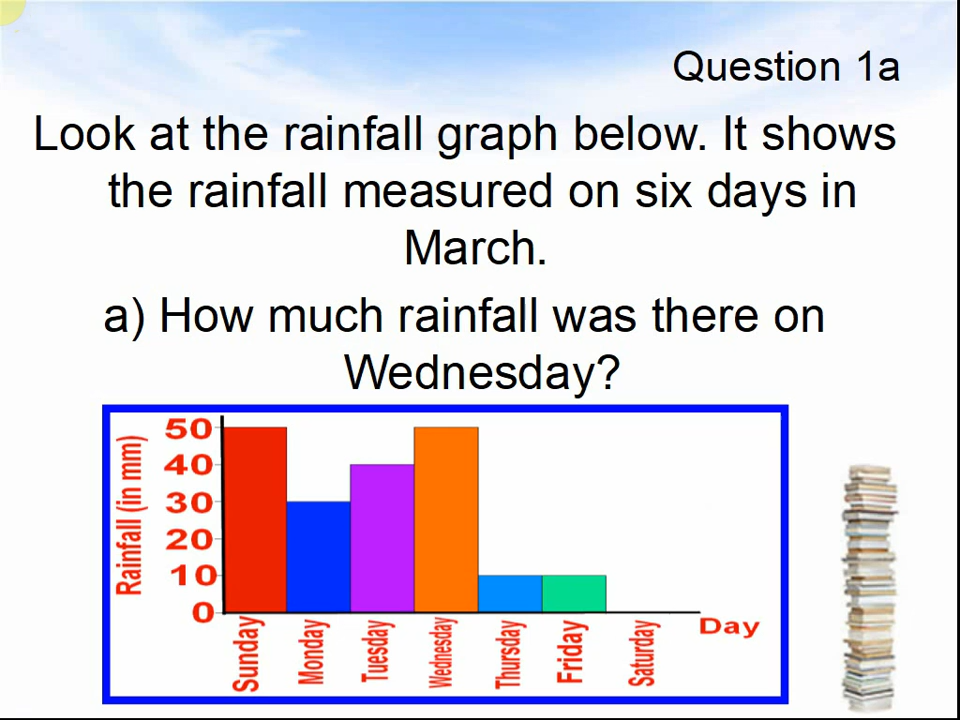 Question 1a
Look at the rainfall graph below. It shows
the rainfall measured on six days in
March.
a) How much rainfall was there on
Wednesday?
Rainfall (in mm)
50
40
30
20
10
0
Sunday
Monday
Tuesday
Wednesday
Thursday
Friday
Saturday
Day